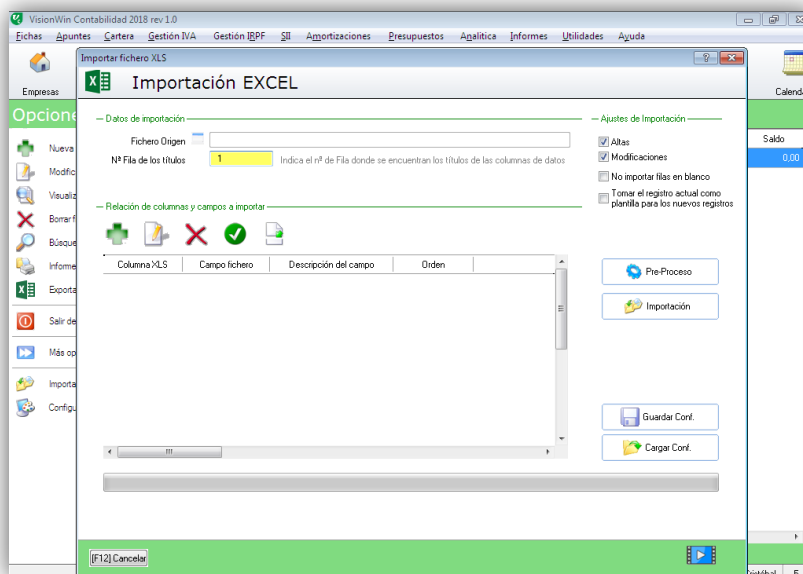 VisionWin Contabilidad 2018 rev 1.0
Fichas Apuntes Cartera Gestión IVA Gestión IRPF SII Amortizaciones Presupuestos Analítica Informes Utilidades Ayuda
Importar fichero XLS
Importación EXCEL
Empresas
Calenda
Opcione
Datos de importación
Ajustes de Importación
Fichero Origen
Nº Fila de los títulos 1 Indica el nº de Fila donde se encuentran los títulos de las columnas de datos
Altas
Modificaciones
No importar filas en blanco
Tomar el registro actual como
plantilla para los nuevos registros
Saldo
0,00
Nueva
Modific
Visualiz
Borrar f
Búsque
Informe
Exporta
Salir de
Más op
Importa
Configu
Relación de columnas y campos a importar
Columna XLS Campo fichero Descripción del campo Orden
Pre-Proceso
Importación
Guardar Conf.
Cargar Conf.
[F12] Cancelar